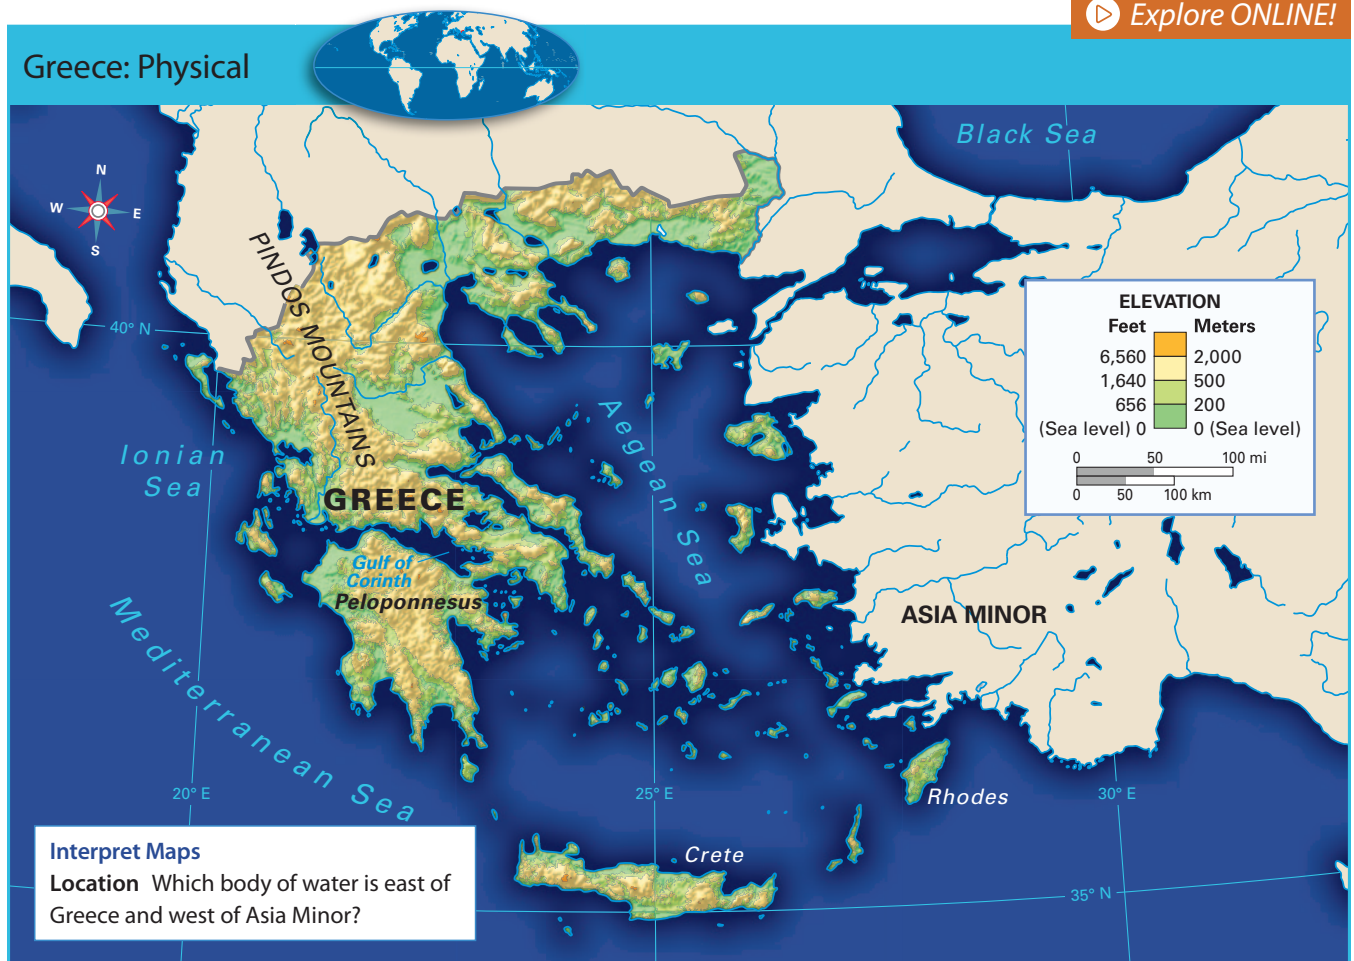 Explore ONLINE!
Greece: Physical
Black Sea
N
W E
S
PINDOS MOUNTAINS
40° N
ELEVATION
Feet Meters
6,560 2,000
1,640 500
656 200
(Sea level) 0 0 (Sea level)
0 50 100 mi
0 50 100 km
Aegean Sea
Ionian
Sea
GREECE
Gulf of
Corinth
Peloponnesus
ASIA MINOR
Mediterranean Sea
20° E
25° E
30° E
Rhodes
Crete
35° N
Interpret Maps
Location Which body of water is east of
Greece and west of Asia Minor?